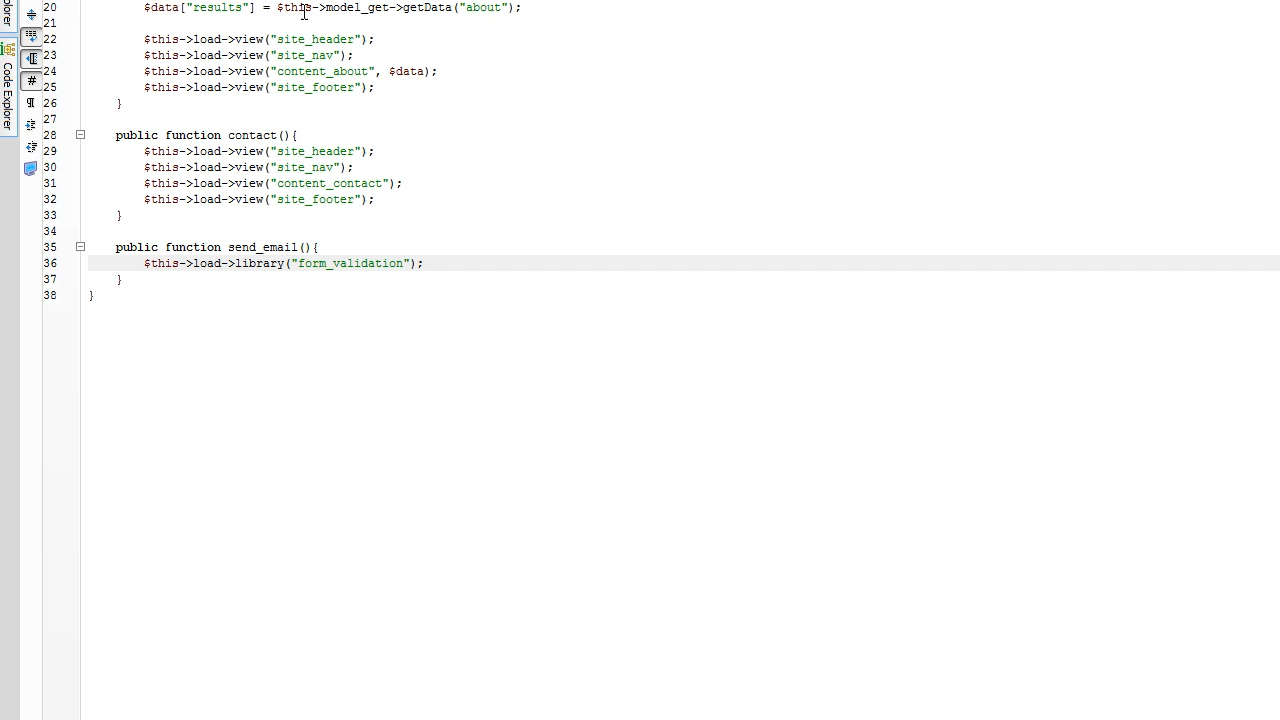 plorer
Code Explorer
#
¶
20 $data["results"] = $this->model_get->getData("about");
21
22 $this->load->view("site_header");
23 $this->load->view("site_nav");
24 $this->load->view("content_about", $data);
25 $this->load->view("site_footer");
26 }
27
28 public function contact(){
29 $this->load->view("site_header");
30 $this->load->view("site_nav");
31 $this->load->view("content_contact");
32 $this->load->view("site_footer");
33 }
34
35 public function send_email(){
36 $this->load->library("form_validation");
37 }
38 }